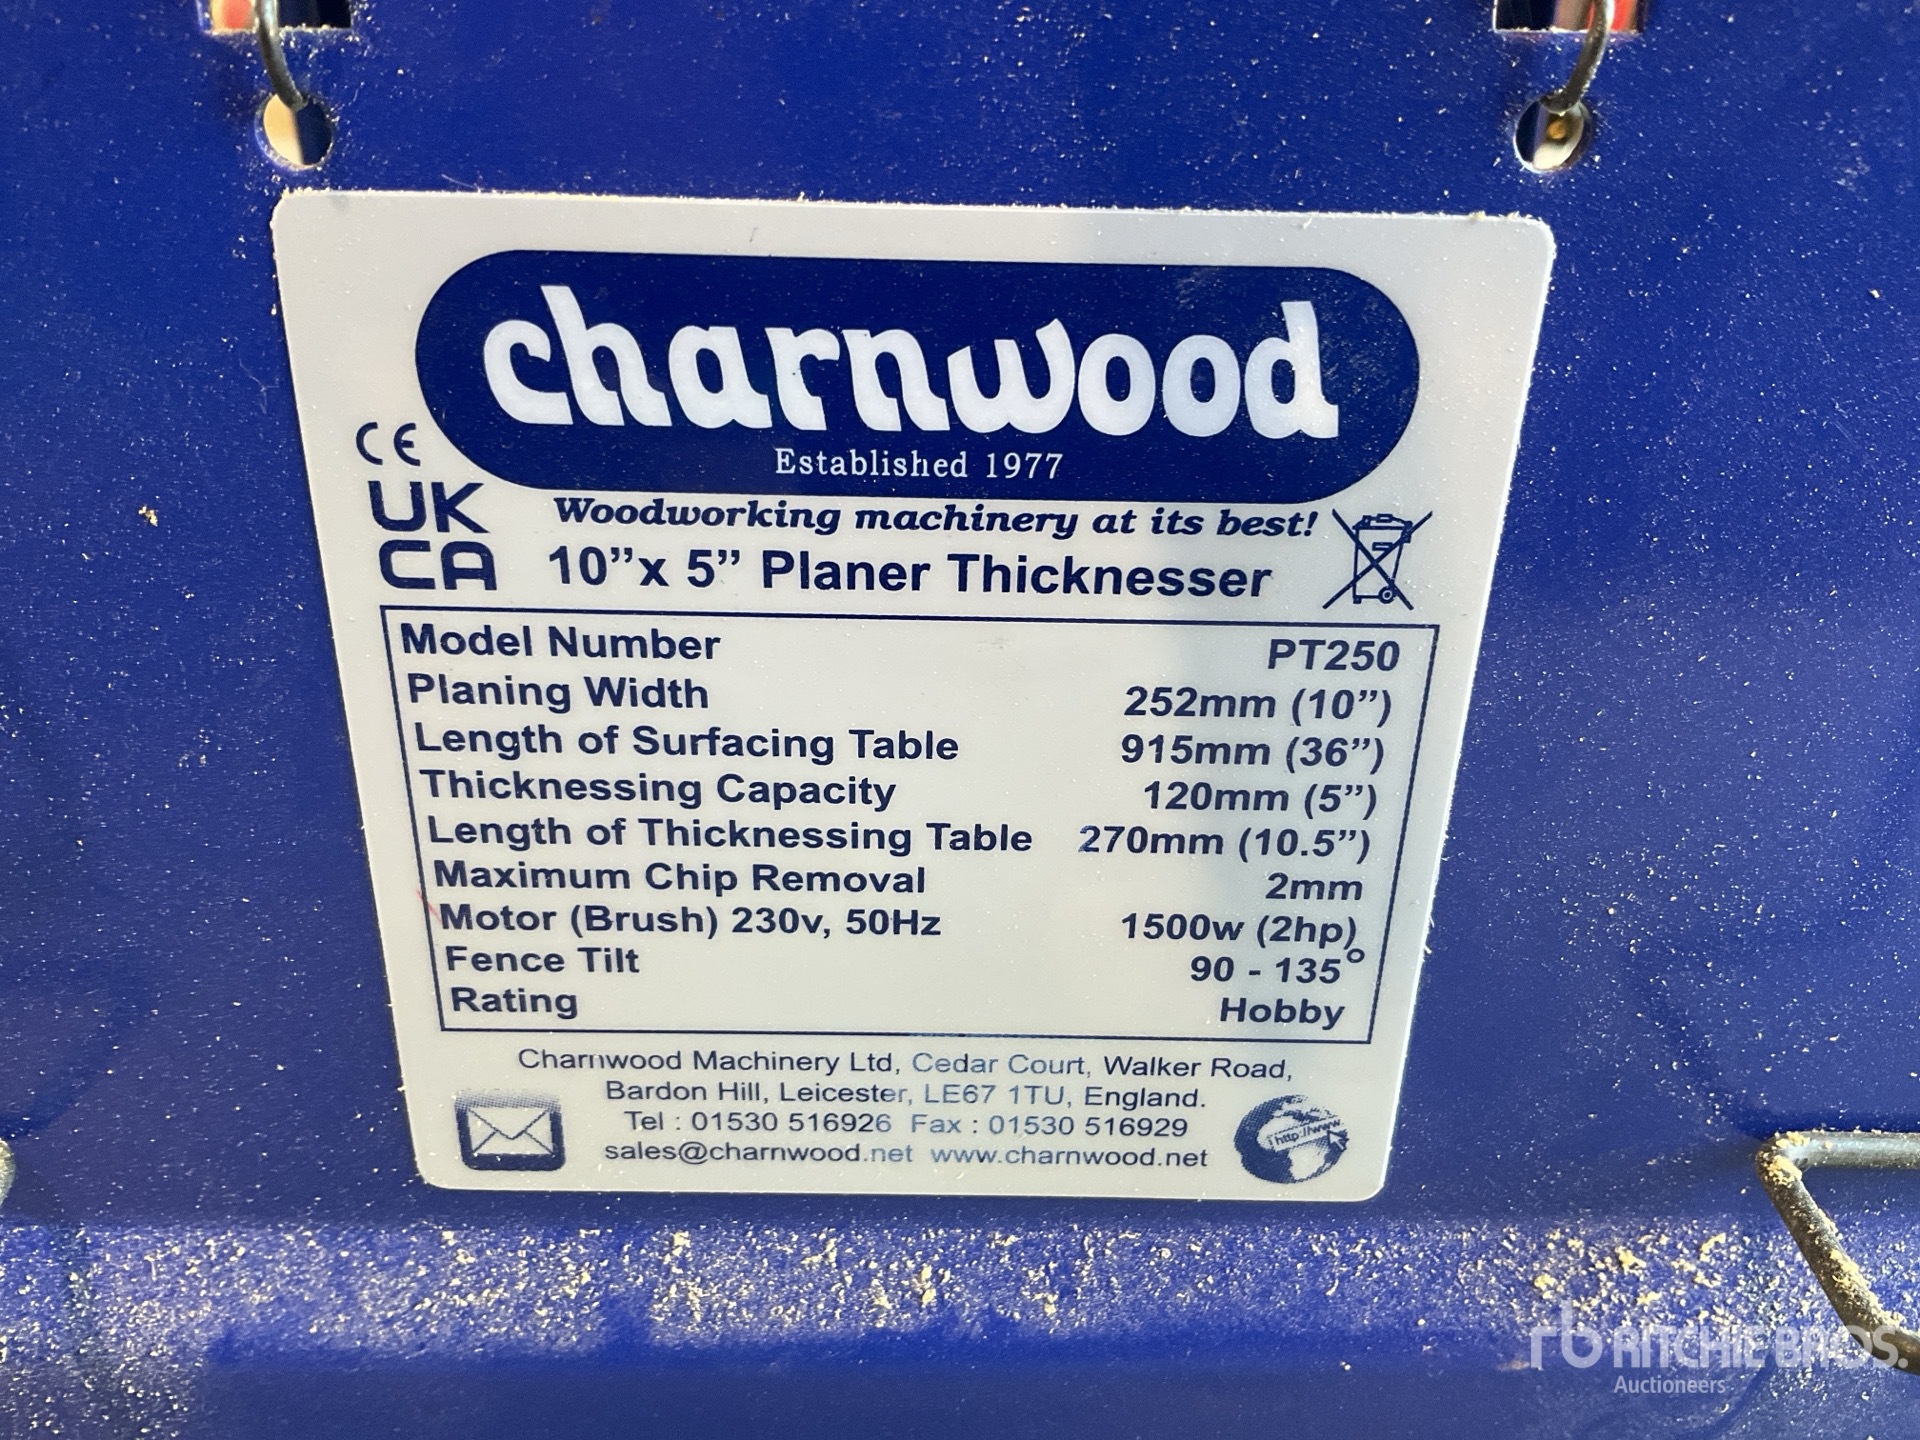 charnwood
Established 1977
CE
UK
CA
Woodworking machinery at its best!
10”x 5” Planer Thicknesser
Model Number PT250
Planing Width 252mm (10”)
Length of Surfacing Table 915mm (36”)
Thicknessing Capacity 120mm (5”)
Length of Thicknessing Table 270mm (10.5”)
Maximum Chip Removal 2mm
Motor (Brush) 230v, 50Hz 1500w (2hp)
Fence Tilt 90 - 135°
Rating Hobby
Charnwood Machinery Ltd, Cedar Court, Walker Road,
Bardon Hill, Leicester, LE67 1TU, England.
Tel : 01530 516926 Fax : 01530 516929
sales@charnwood.net www.charnwood.net
http://www
rb RITCHIE BROS.
Auctioneers